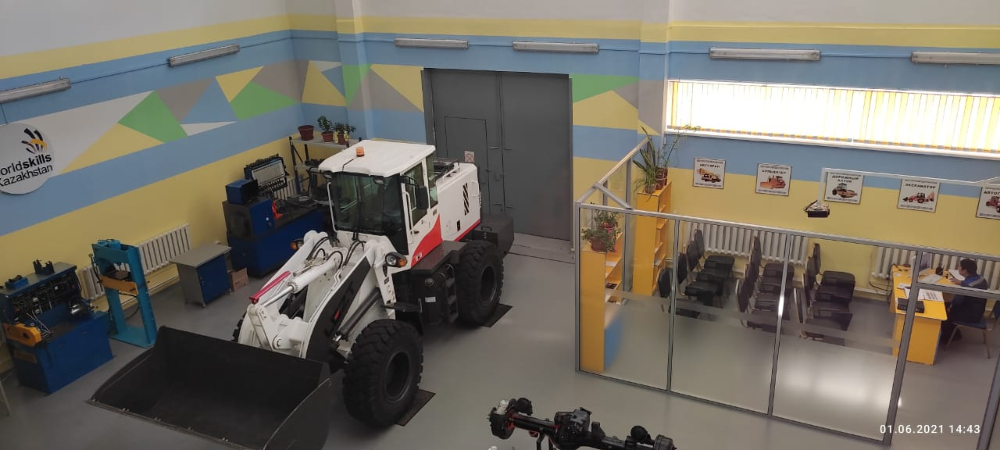 orldskills
Kazakhstan
АВТОКРАН
БУЛЬДОЗЕР
ДОРОЖНЫЙ
КАТОК
ЭКСКАВАТОР
АВТОГ
01.06.2021 14:43